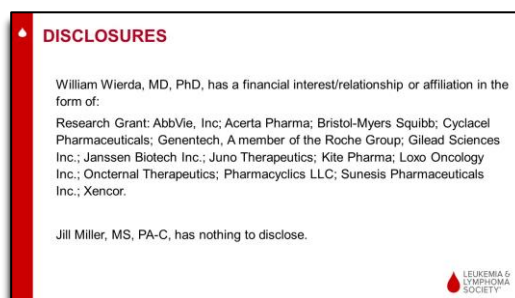 DISCLOSURES
William Wierda, MD, PhD, has a financial interest/relationship or affiliation in the
form of:
Research Grant: AbbVie, Inc; Acerta Pharma; Bristol-Myers Squibb; Cyclacel
Pharmaceuticals; Genentech, A member of the Roche Group; Gilead Sciences
Inc.; Janssen Biotech Inc.; Juno Therapeutics; Kite Pharma; Loxo Oncology
Inc.; Oncternal Therapeutics; Pharmacyclics LLC; Sunesis Pharmaceuticals
Inc.; Xencor.
Jill Miller, MS, PA-C, has nothing to disclose.
LEUKEMIA &
LYMPHOMA
SOCIETY®